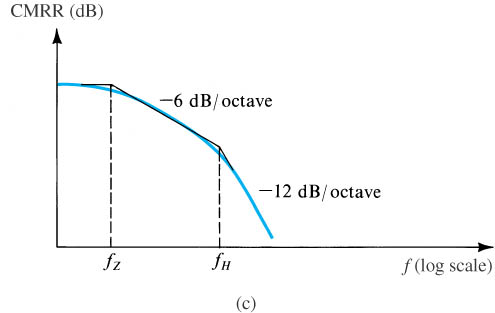 CMRR (dB)
−6 dB/octave
−12 dB/octave
f_Z
f_H
f (log scale)
(c)